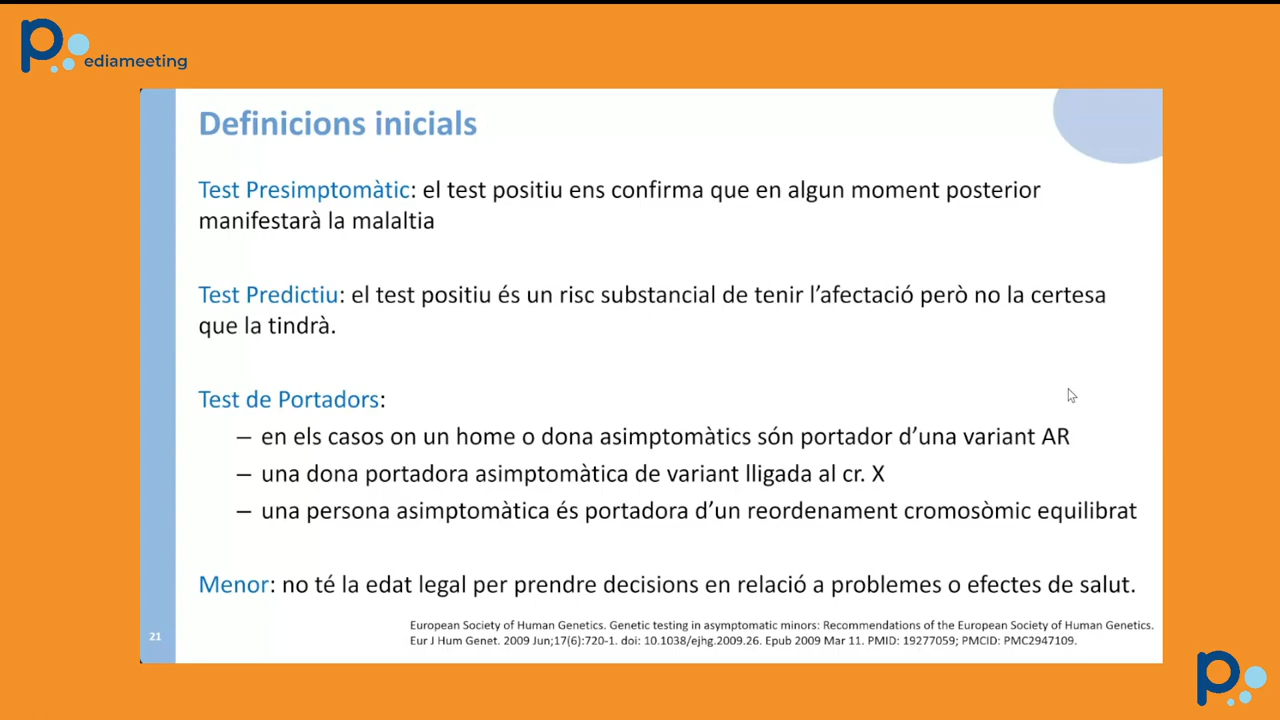 Pediameeting
Definicions inicials
Test Presimptomàtic: el test positiu ens confirma que en algun moment posterior
manifestarà la malaltia
Test Predictiu: el test positiu és un risc substancial de tenir l’afectació però no la certesa
que la tindrà.
Test de Portadors:
– en els casos on un home o dona asimptomàtics són portador d’una variant AR
– una dona portadora asimptomàtica de variant lligada al cr. X
– una persona asimptomàtica és portadora d’un reordenament cromosòmic equilibrat
Menor: no té la edat legal per prendre decisions en relació a problemes o efectes de salut.
European Society of Human Genetics. Genetic testing in asymptomatic minors: Recommendations of the European Society of Human Genetics.
Eur J Hum Genet. 2009 Jun;17(6):720-1. doi: 10.1038/ejhg.2009.26. Epub 2009 Mar 11. PMID: 19277059; PMCID: PMC2947109.
21
P